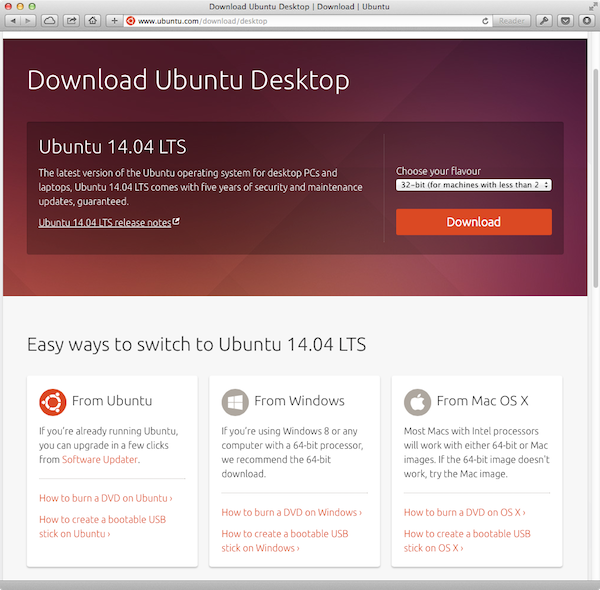 Download Ubuntu Desktop | Download | Ubuntu
www.ubuntu.com/download/desktop
Reader
Download Ubuntu Desktop
Ubuntu 14.04 LTS
The latest version of the Ubuntu operating system for desktop PCs and
laptops, Ubuntu 14.04 LTS comes with five years of security and maintenance
updates, guaranteed.
Ubuntu 14.04 LTS release notes
Choose your flavour
32-bit (for machines with less than 2
Download
Easy ways to switch to Ubuntu 14.04 LTS
From Ubuntu
If you're already running Ubuntu,
you can upgrade in a few clicks
from Software Updater.
How to burn a DVD on Ubuntu ›
How to create a bootable USB
stick on Ubuntu ›
From Windows
If you're using Windows 8 or any
computer with a 64-bit processor,
we recommend the 64-bit
download.
How to burn a DVD on Windows ›
How to create a bootable USB
stick on Windows ›
From Mac OS X
Most Macs with Intel processors
will work with either 64-bit or Mac
images. If the 64-bit image doesn't
work, try the Mac image.
How to burn a DVD on OS X ›
How to create a bootable USB
stick on OS X ›